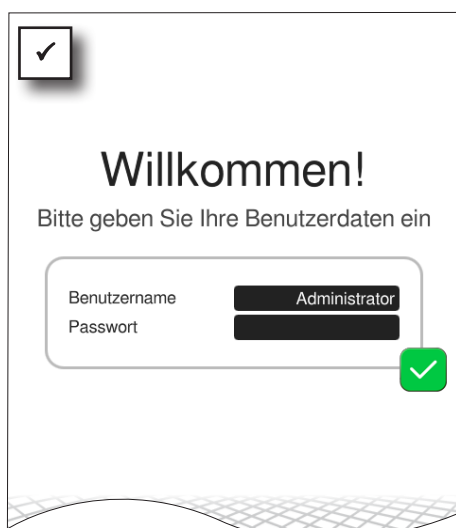 Willkommen!
Bitte geben Sie Ihre Benutzerdaten ein
Benutzername Administrator
Passwort